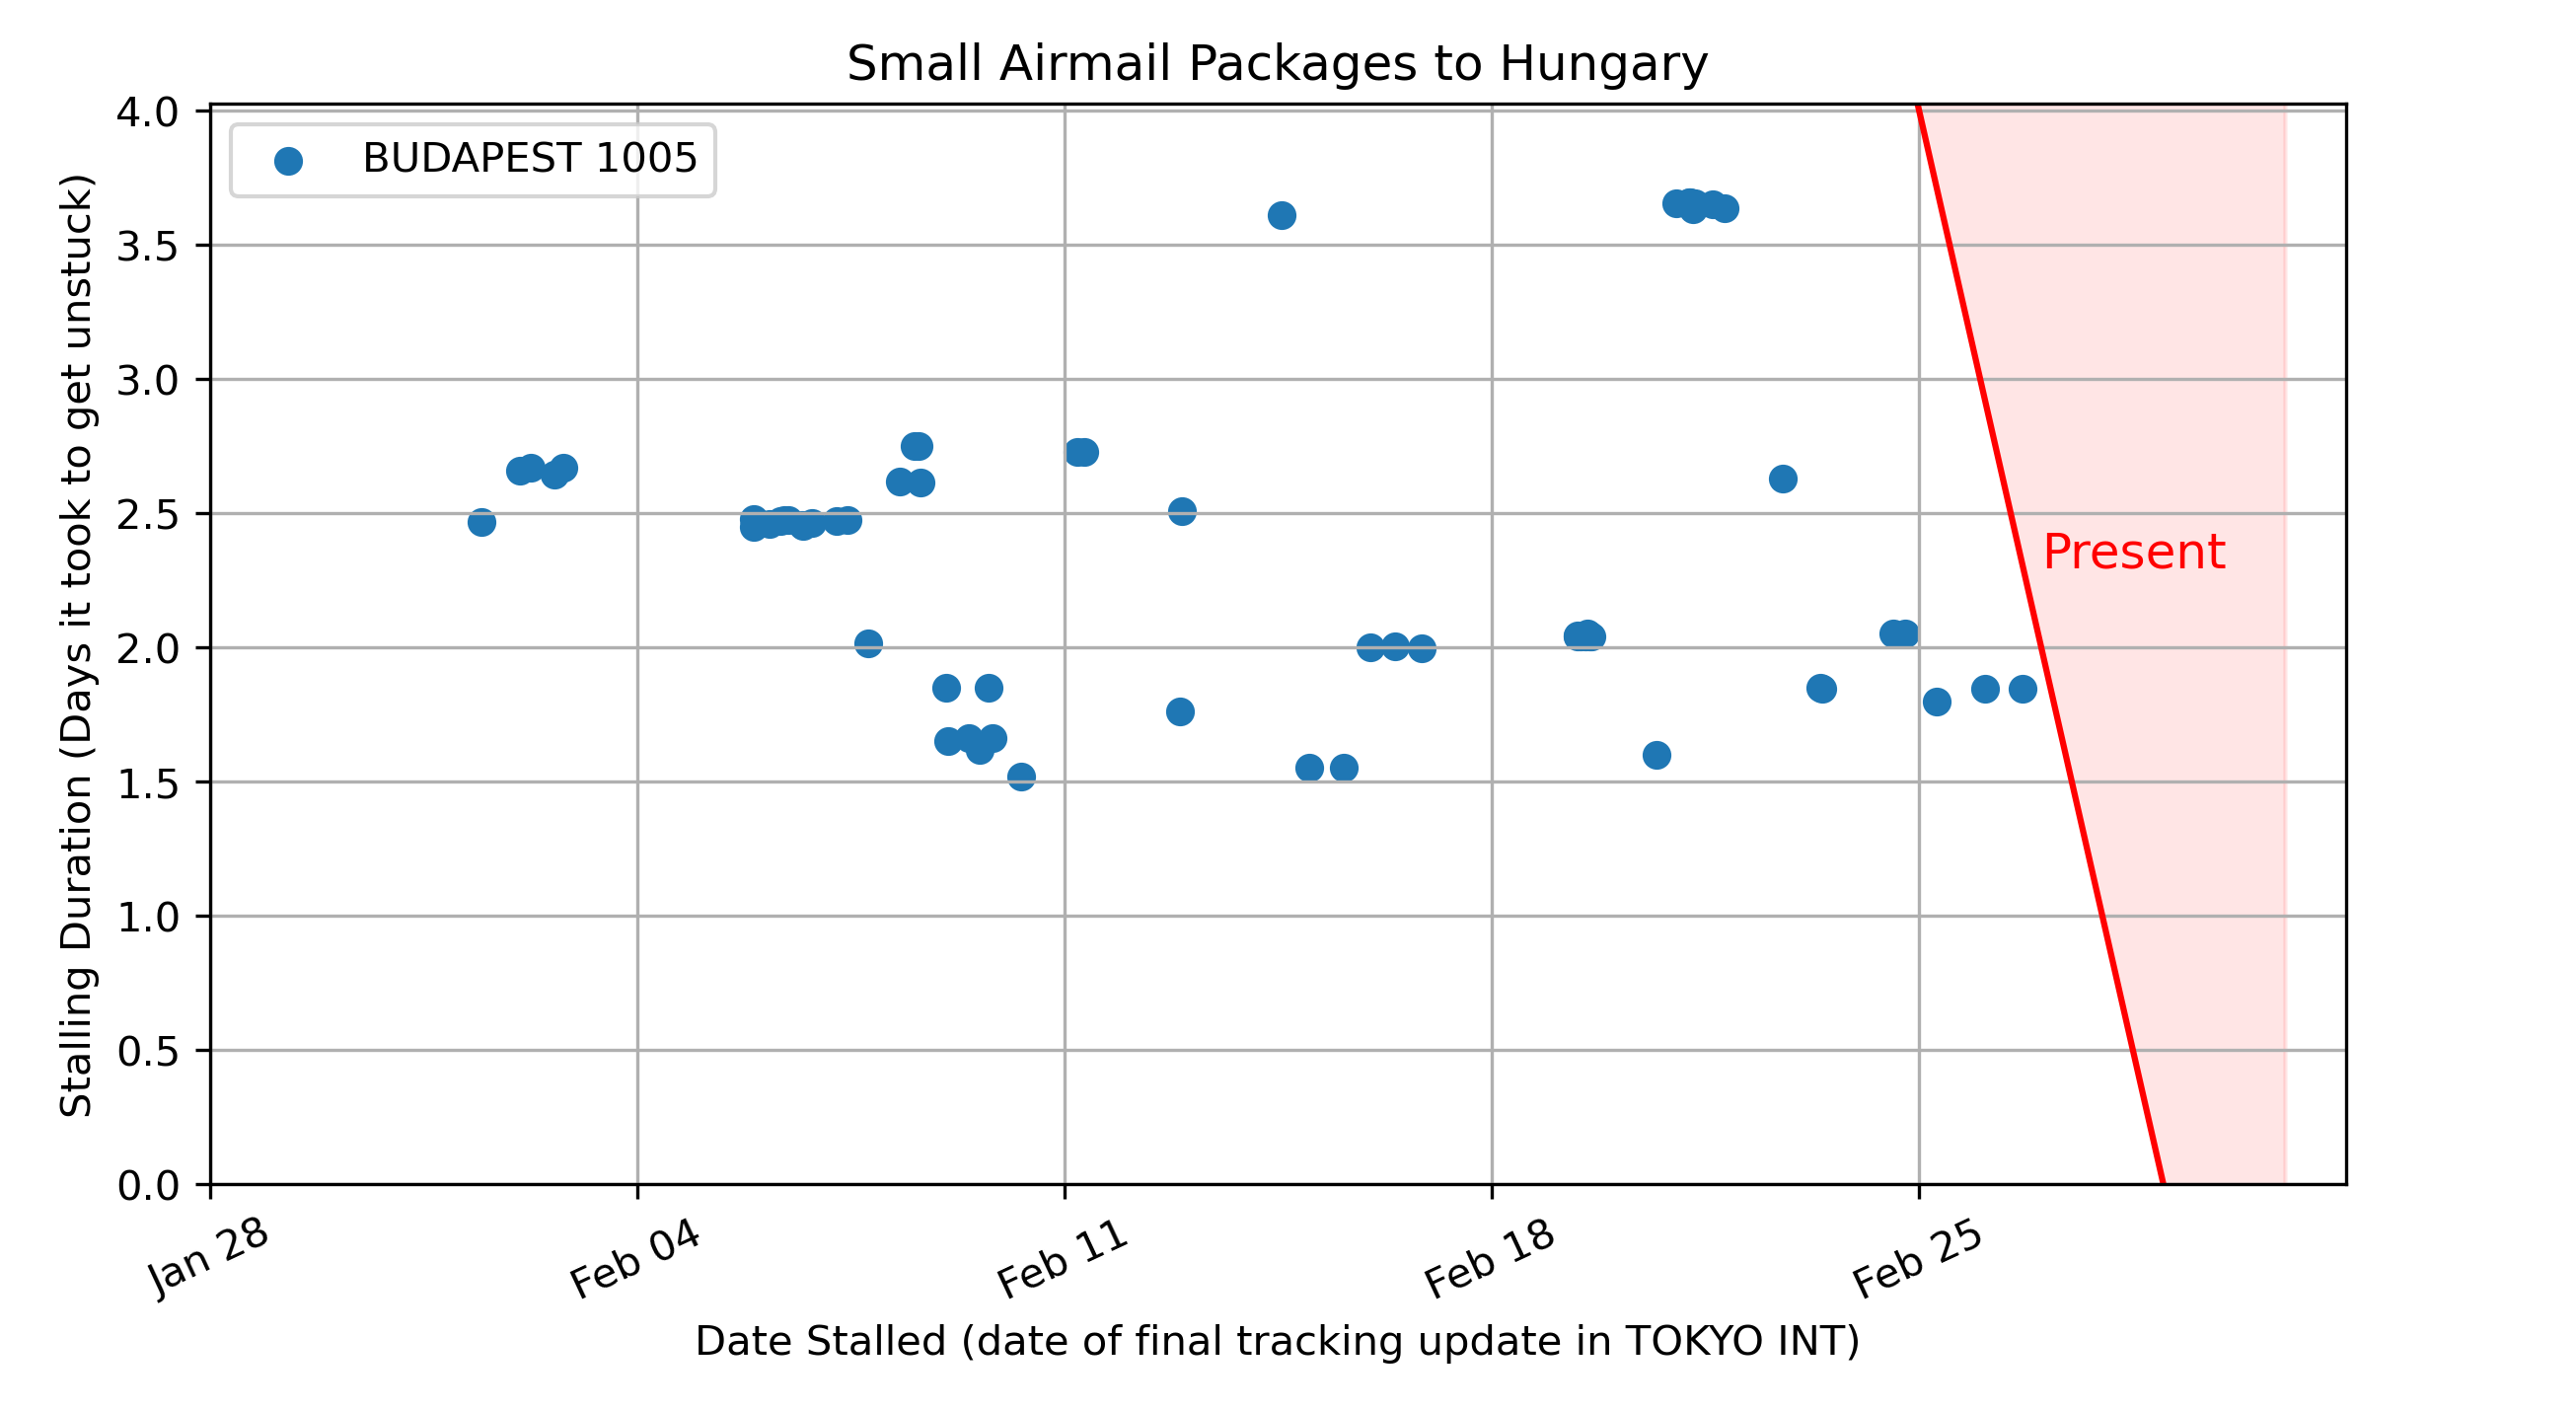 Small Airmail Packages to Hungary
BUDAPEST 1005
Stalling Duration (Days it took to get unstuck)
4.0
3.5
3.0
2.5
2.0
1.5
1.0
0.5
0.0
Present
Jan 28
Feb 04
Feb 11
Feb 18
Feb 25
Date Stalled (date of final tracking update in TOKYO INT)